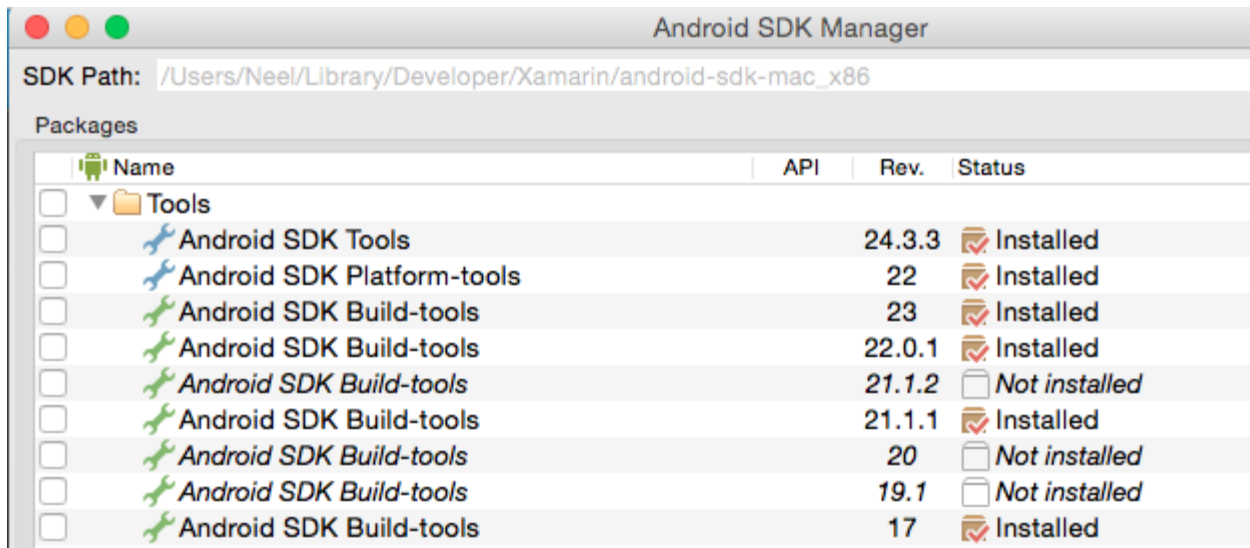 Android SDK Manager
SDK Path: /Users/Neel/Library/Developer/Xamarin/android-sdk-mac_x86
Packages
Name API Rev. Status
Tools
Android SDK Tools 24.3.3 Installed
Android SDK Platform-tools 22 Installed
Android SDK Build-tools 23 Installed
Android SDK Build-tools 22.0.1 Installed
Android SDK Build-tools 21.1.2 Not installed
Android SDK Build-tools 21.1.1 Installed
Android SDK Build-tools 20 Not installed
Android SDK Build-tools 19.1 Not installed
Android SDK Build-tools 17 Installed